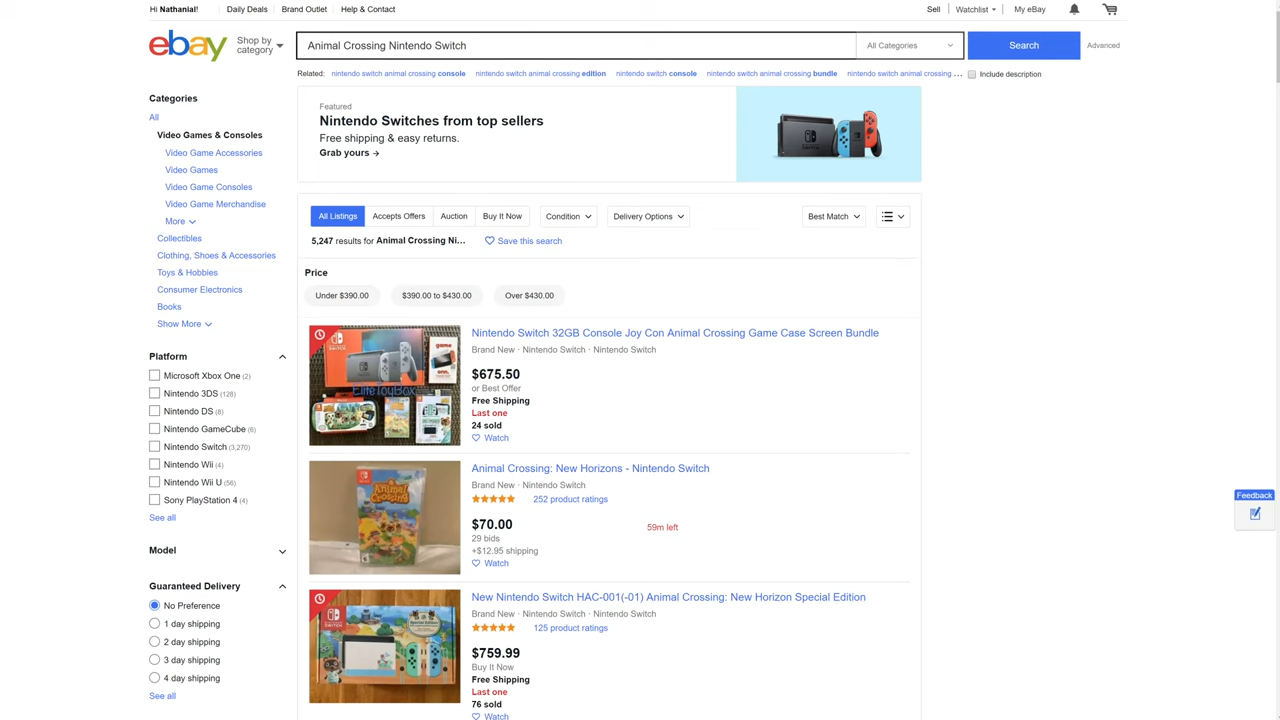 Hi Nathanial!
Daily Deals
Brand Outlet
Help & Contact
Sell
Watchlist
My eBay
ebay
Shop by
category
Animal Crossing Nintendo Switch
All Categories
Search
Advanced
Related:
nintendo switch animal crossing console
nintendo switch animal crossing edition
nintendo switch console
nintendo switch animal crossing bundle
nintendo switch animal crossing ...
Include description
Categories
All
Video Games & Consoles
Video Game Accessories
Video Games
Video Game Consoles
Video Game Merchandise
More
Collectibles
Clothing, Shoes & Accessories
Toys & Hobbies
Consumer Electronics
Books
Show More
Platform
Microsoft Xbox One (2)
Nintendo 3DS (128)
Nintendo DS (8)
Nintendo GameCube (6)
Nintendo Switch (3,270)
Nintendo Wii (4)
Nintendo Wii U (56)
Sony PlayStation 4 (4)
See all
Model
Guaranteed Delivery
No Preference
1 day shipping
2 day shipping
3 day shipping
4 day shipping
See all
Featured
Nintendo Switches from top sellers
Free shipping & easy returns.
Grab yours →
All Listings
Accepts Offers
Auction
Buy It Now
Condition
Delivery Options
Best Match
5,247 results for Animal Crossing Ni...
Save this search
Price
Under $390.00
$390.00 to $430.00
Over $430.00
EliteToyBox
Nintendo Switch 32GB Console Joy Con Animal Crossing Game Case Screen Bundle
Brand New · Nintendo Switch · Nintendo Switch
$675.50
or Best Offer
Free Shipping
Last one
24 sold
Watch
Animal Crossing
Animal Crossing: New Horizons - Nintendo Switch
Brand New · Nintendo Switch
252 product ratings
$70.00
59m left
29 bids
+$12.95 shipping
Watch
New Nintendo Switch HAC-001(-01) Animal Crossing: New Horizon Special Edition
Brand New · Nintendo Switch · Nintendo Switch
125 product ratings
$759.99
Buy It Now
Free Shipping
Last one
76 sold
Watch
Feedback